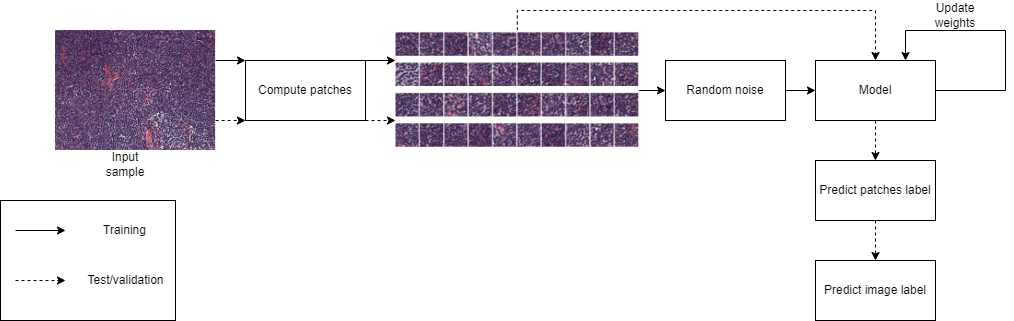 Update
weights
Compute patches
Random noise
Model
Input
sample
Predict patches label
Training
Test/validation
Predict image label